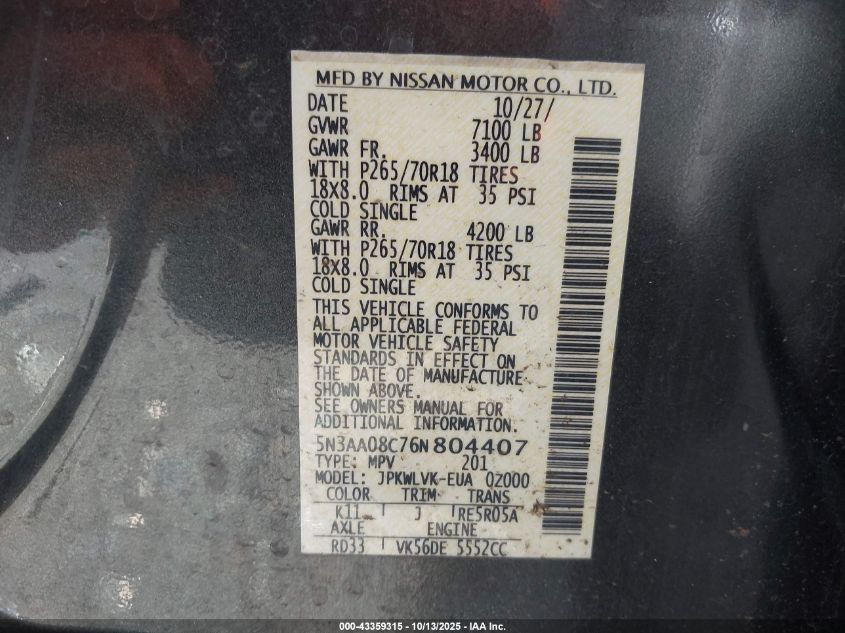 MFD BY NISSAN MOTOR CO., LTD.
DATE 10/27/
GVWR 7100 LB
GAWR FR. 3400 LB
WITH P265/70R18 TIRES
18X8.0 RIMS AT 35 PSI
COLD SINGLE
GAWR RR. 4200 LB
WITH P265/70R18 TIRES
18X8.0 RIMS AT 35 PSI
COLD SINGLE
THIS VEHICLE CONFORMS TO
ALL APPLICABLE FEDERAL
MOTOR VEHICLE SAFETY
STANDARDS IN EFFECT ON
THE DATE OF MANUFACTURE
SHOWN ABOVE.
SEE OWNERS MANUAL FOR
ADDITIONAL INFORMATION.
5N3AA08C76N804407
TYPE: MPV 201
MODEL: JPKWLVK-EUA QZ000
COLOR TRIM TRANS
K11 J RE5R05A
AXLE ENGINE
RD33 VK56DE 5552CC
000-43359315 - 10/13/2025 - IAA Inc.